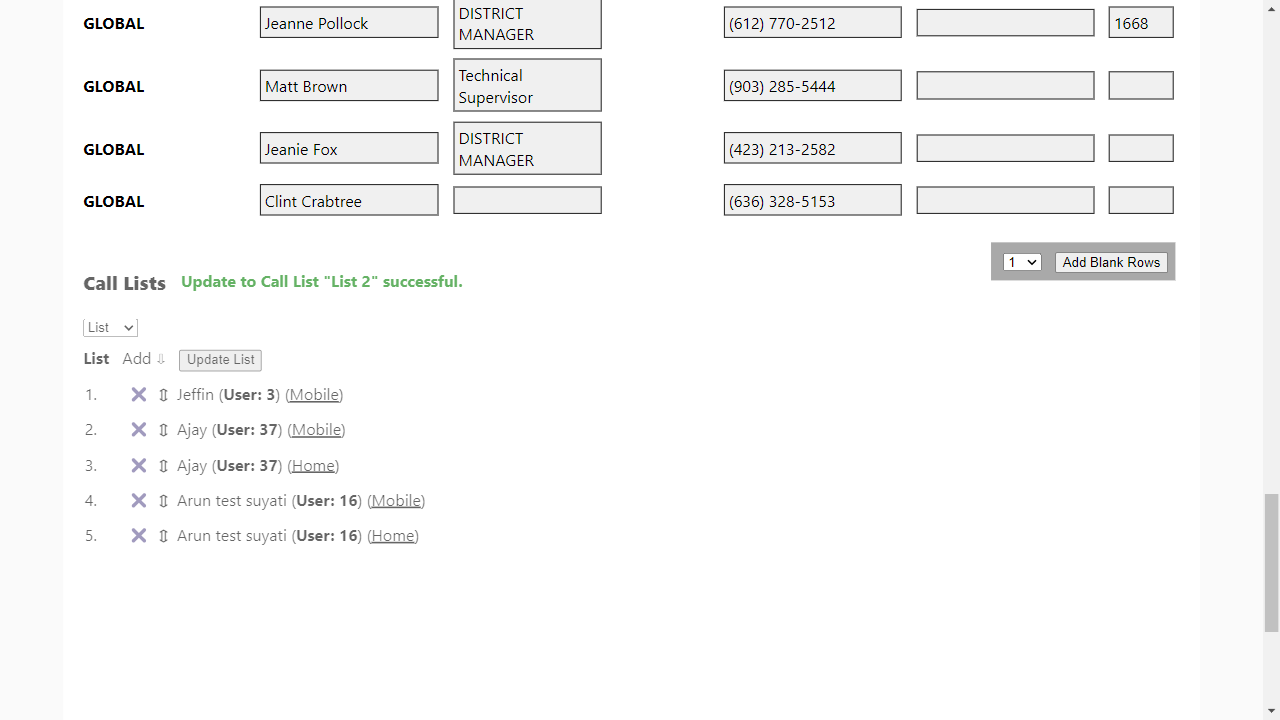 GLOBAL Jeanne Pollock DISTRICT MANAGER (612) 770-2512 1668
GLOBAL Matt Brown Technical Supervisor (903) 285-5444
GLOBAL Jeanie Fox DISTRICT MANAGER (423) 213-2582
GLOBAL Clint Crabtree (636) 328-5153
1 Add Blank Rows
Call Lists Update to Call List "List 2" successful.
List
List Add ⇩ Update List
1. ⇕ Jeffin (User: 3) (Mobile)
2. ⇕ Ajay (User: 37) (Mobile)
3. ⇕ Ajay (User: 37) (Home)
4. ⇕ Arun test suyati (User: 16) (Mobile)
5. ⇕ Arun test suyati (User: 16) (Home)